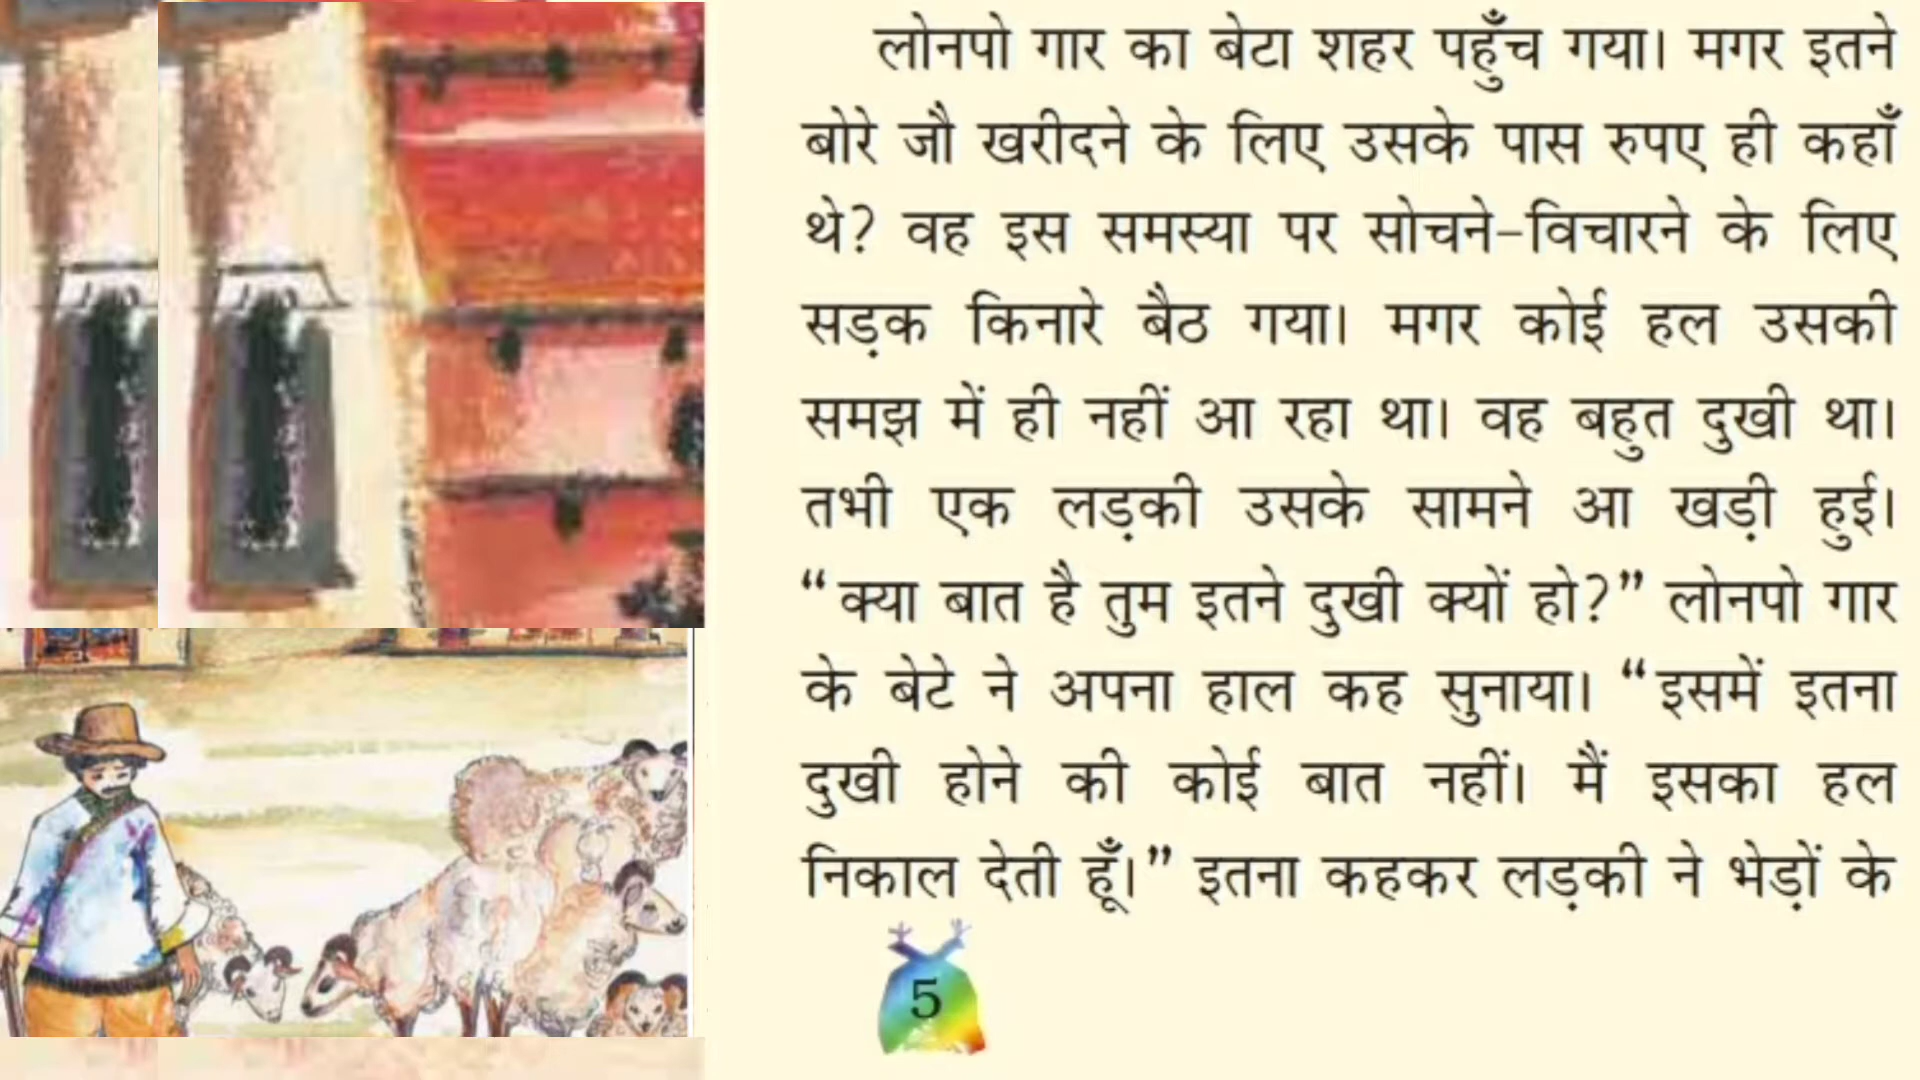 लोनपो गार का बेटा शहर पहुँच गया। मगर इतने
बोरे जौ खरीदने के लिए उसके पास रुपए ही कहाँ
थे? वह इस समस्या पर सोचने-विचारने के लिए
सड़क किनारे बैठ गया। मगर कोई हल उसकी
समझ में ही नहीं आ रहा था। वह बहुत दुखी था।
तभी एक लड़की उसके सामने आ खड़ी हुई।
“क्या बात है तुम इतने दुखी क्यों हो?” लोनपो गार
के बेटे ने अपना हाल कह सुनाया। “इसमें इतना
दुखी होने की कोई बात नहीं। मैं इसका हल
निकाल देती हूँ।” इतना कहकर लड़की ने भेड़ों के
5